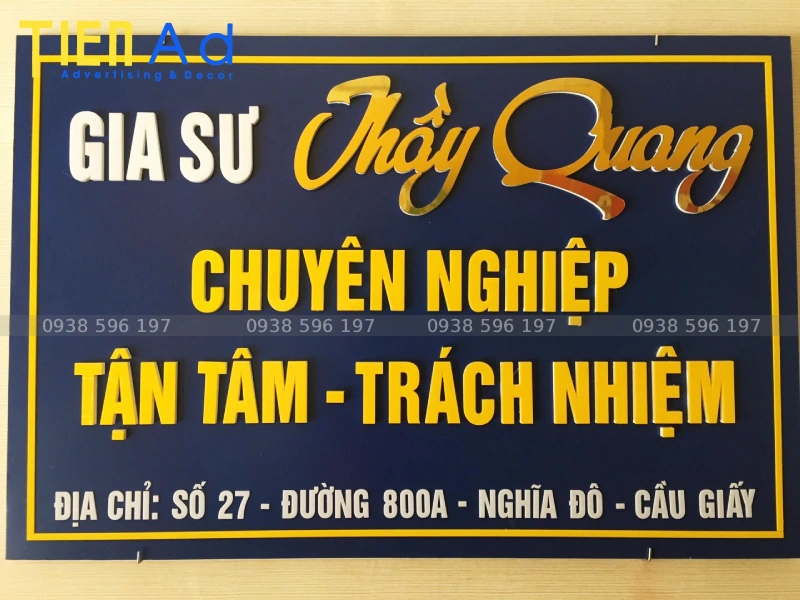 TIEN Ad
Advertising & Decor
GIA SƯ Thầy Quang
CHUYÊN NGHIỆP
0938 596 197 0938 596 197 0938 596 197 0938 596 197
TẬN TÂM - TRÁCH NHIỆM
ĐỊA CHỈ: SỐ 27 - ĐƯỜNG 800A - NGHĨA ĐÔ - CẦU GIẤY